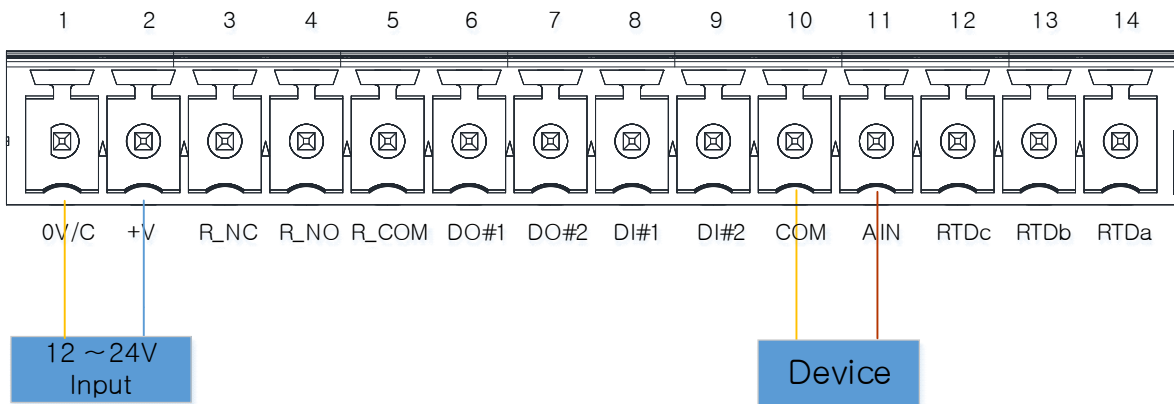 1 2 3 4 5 6 7 8 9 10 11 12 13 14
0V/C +V R_NC R_NO R_COM DO#1 DO#2 DI#1 DI#2 COM AIN RTDc RTDb RTDa
12 ~24V
Input
Device